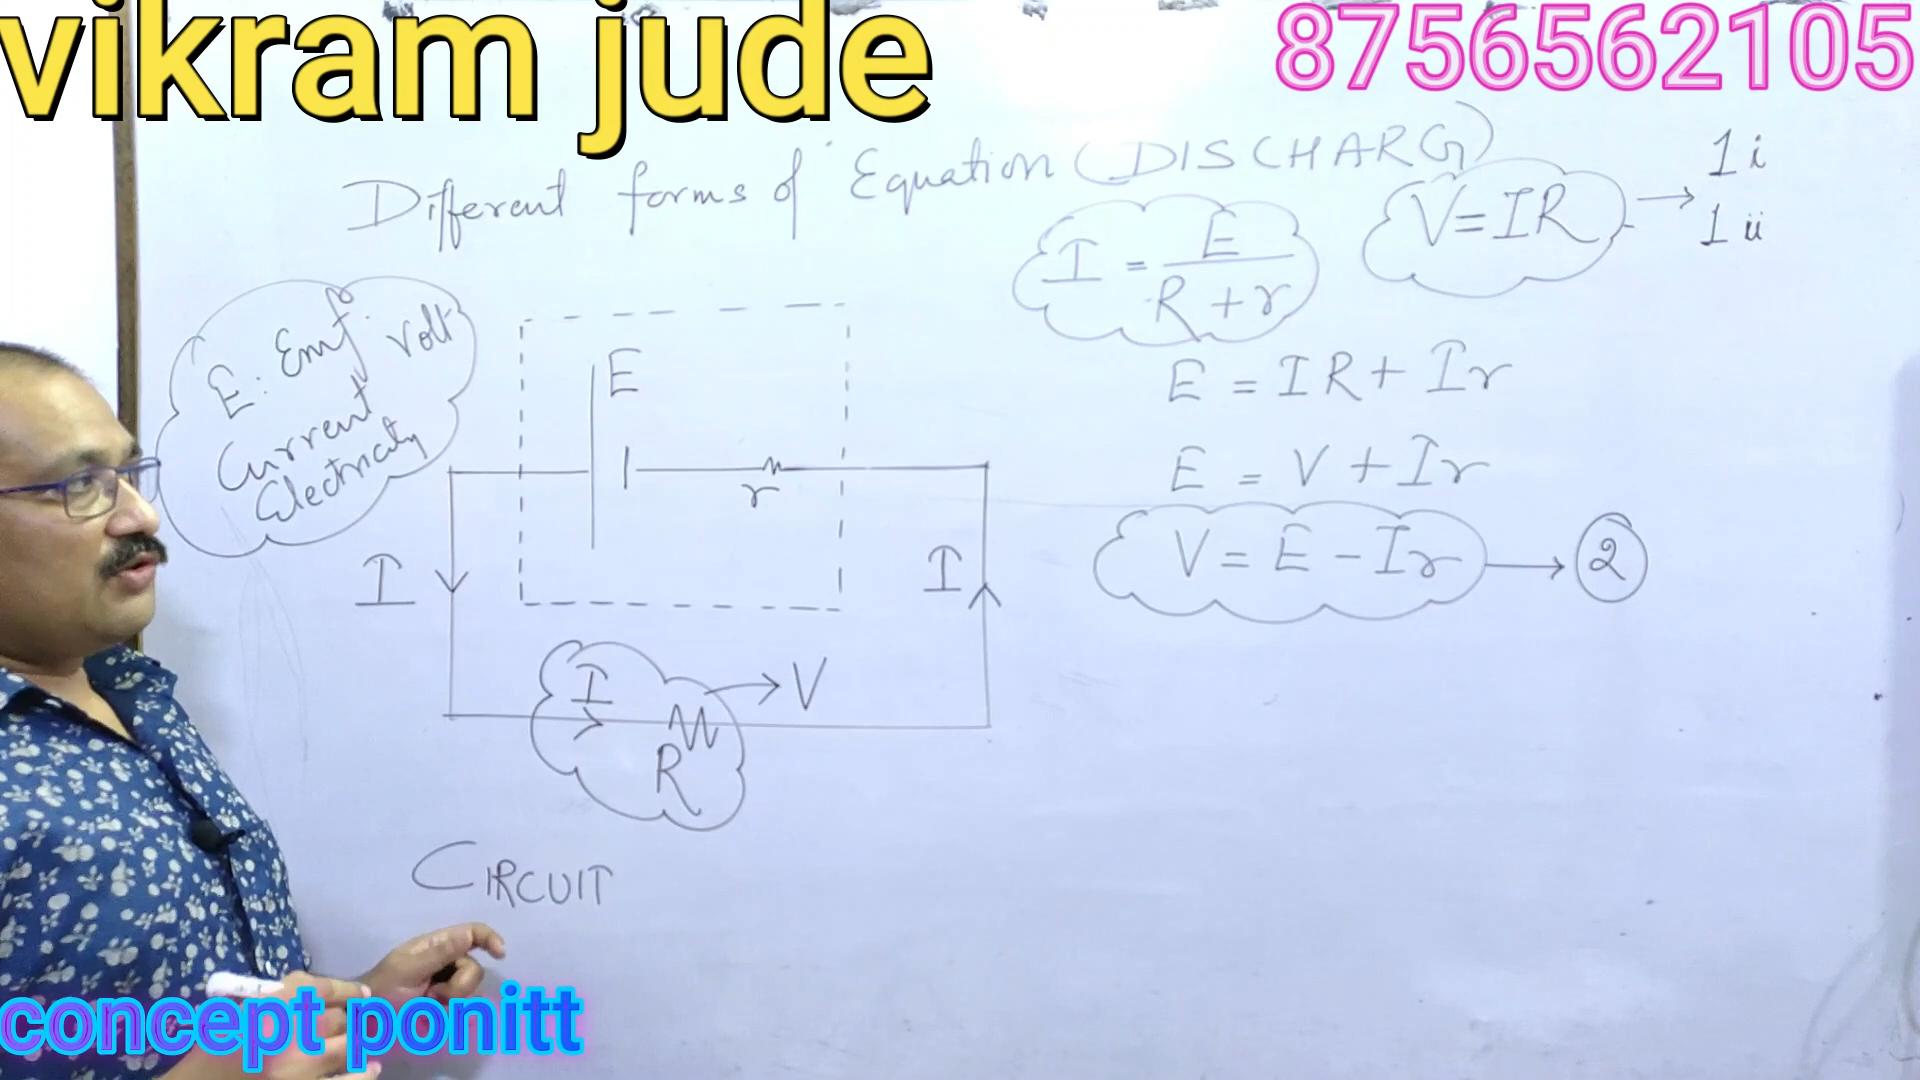 vikram jude
8756562105
Different forms of Equation (DISCHARG)
I = E / R + r
V = IR → 1 i
1 ii
E : Emf. Volt
Current
Electricity
E = IR + Ir
E = V + Ir
V = E - Ir → 2
E
r
I
I
I → V
R
CIRCUIT
concept ponitt